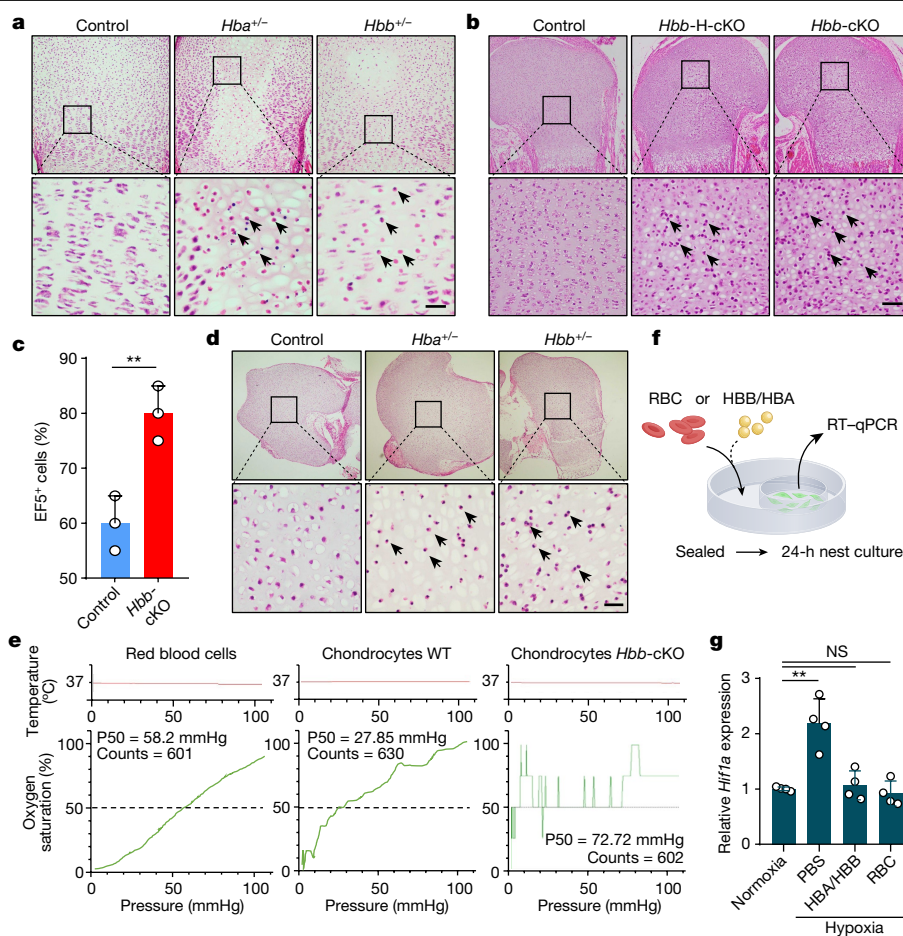 a
Control
Hba+/−
Hbb+/−
b
Control
Hbb-H-cKO
Hbb-cKO
c
EF5+ cells (%)
90
80
70
60
50
**
Control
Hbb-
cKO
d
Control
Hba+/−
Hbb+/−
f
RBC or HBB/HBA
RT–qPCR
Sealed → 24-h nest culture
e
Red blood cells
Chondrocytes WT
Chondrocytes Hbb-cKO
Temperature
(°C)
37
37
37
0 50 100
0 50 100
0 50 100
Oxygen
saturation (%)
100
50
0
P50 = 58.2 mmHg
Counts = 601
100
50
0
P50 = 27.85 mmHg
Counts = 630
100
50
0
P50 = 72.72 mmHg
Counts = 602
0 50 100
0 50 100
0 50 100
Pressure (mmHg)
Pressure (mmHg)
Pressure (mmHg)
g
Relative Hif1a expression
3
2
1
0
NS
**
Normoxia
PBS
HBA/HBB
RBC
Hypoxia